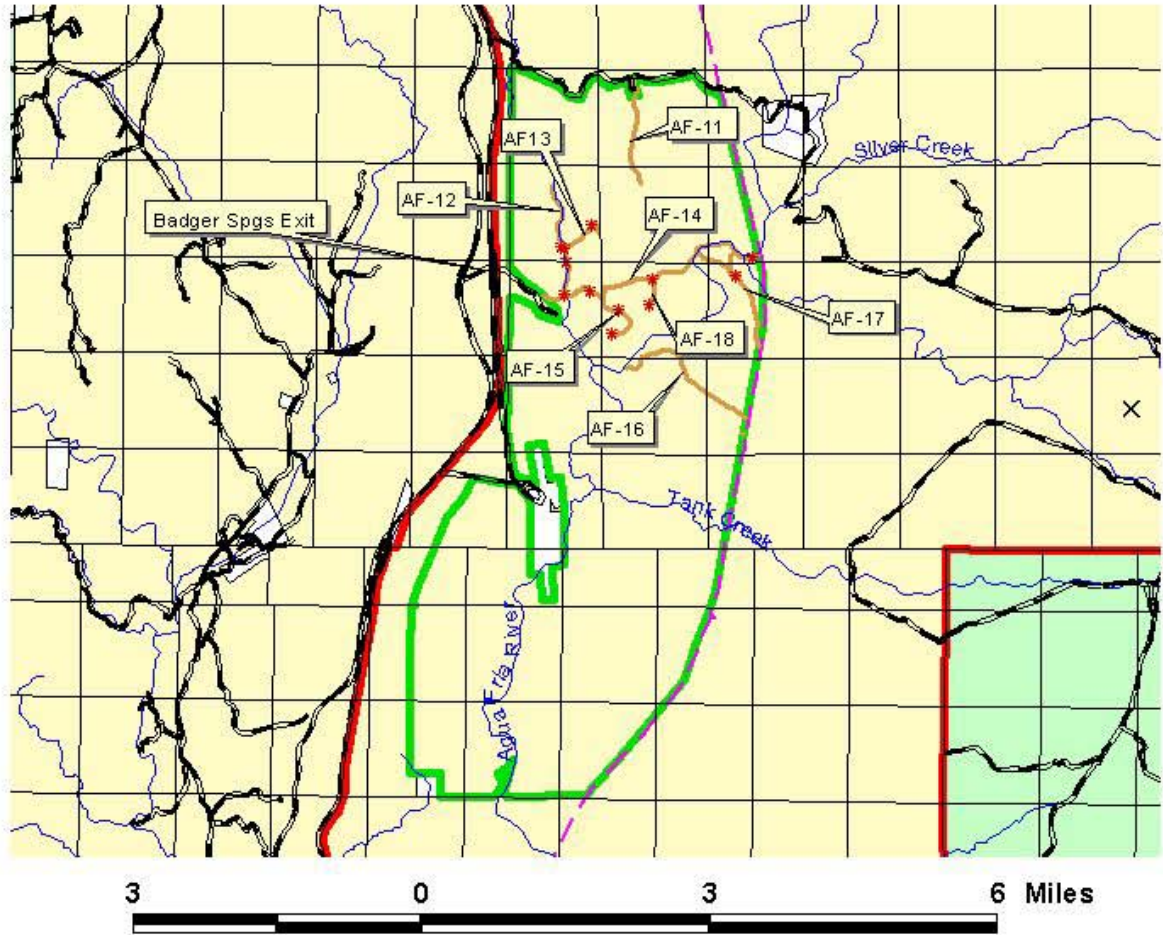 AF13
AF-11
Silver Creek
AF-12
AF-14
Badger Spgs Exit
AF-17
AF-18
AF-15
AF-16
Tank Creek
Agua Fria River
3 0 3 6 Miles